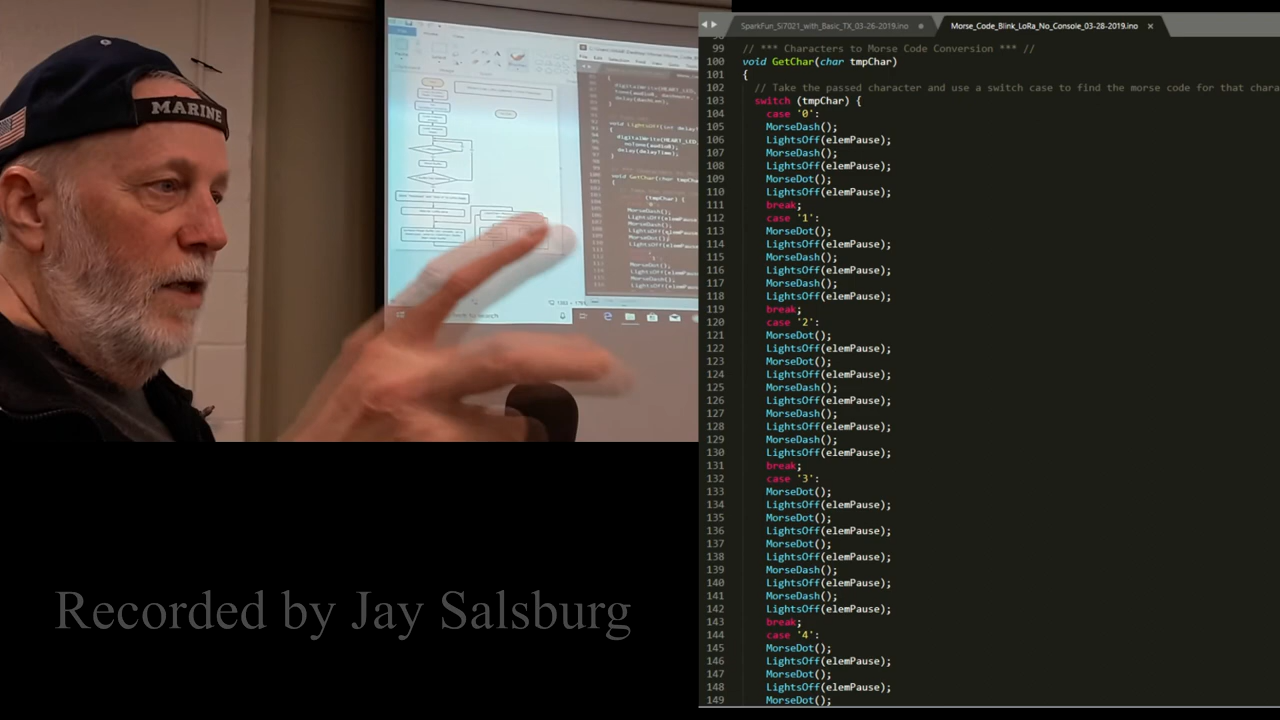 MARINE
void LightsOff(int delay
void GetChar(char tmpChar
Recorded by Jay Salsburg
SparkFun_Si7021_with_Basic_TX_03-26-2019.ino
Morse_Code_Blink_LoRa_No_Console_03-28-2019.ino
99 // *** Characters to Morse Code Conversion *** //
100 void GetChar(char tmpChar)
101 {
102 // Take the passed character and use a switch case to find the morse code for that chara
103 switch (tmpChar) {
104 case '0':
105 MorseDash();
106 LightsOff(elemPause);
107 MorseDash();
108 LightsOff(elemPause);
109 MorseDot();
110 LightsOff(elemPause);
111 break;
112 case '1':
113 MorseDot();
114 LightsOff(elemPause);
115 MorseDash();
116 LightsOff(elemPause);
117 MorseDash();
118 LightsOff(elemPause);
119 break;
120 case '2':
121 MorseDot();
122 LightsOff(elemPause);
123 MorseDot();
124 LightsOff(elemPause);
125 MorseDash();
126 LightsOff(elemPause);
127 MorseDash();
128 LightsOff(elemPause);
129 MorseDash();
130 LightsOff(elemPause);
131 break;
132 case '3':
133 MorseDot();
134 LightsOff(elemPause);
135 MorseDot();
136 LightsOff(elemPause);
137 MorseDot();
138 LightsOff(elemPause);
139 MorseDash();
140 LightsOff(elemPause);
141 MorseDash();
142 LightsOff(elemPause);
143 break;
144 case '4':
145 MorseDot();
146 LightsOff(elemPause);
147 MorseDot();
148 LightsOff(elemPause);
149 MorseDot();